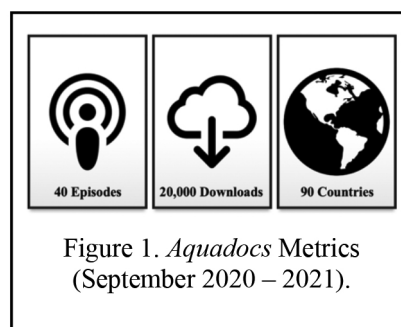 40 Episodes
20,000 Downloads
90 Countries
Figure 1. Aquadocs Metrics
(September 2020 – 2021).